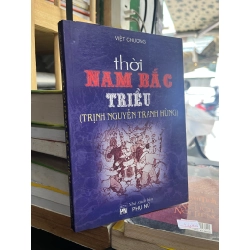 VIỆT CHƯƠNG
thời
NAM BẮC
TRIỀU
(TRỊNH NGUYỄN TRANH HÙNG)
PHỤ NỮ